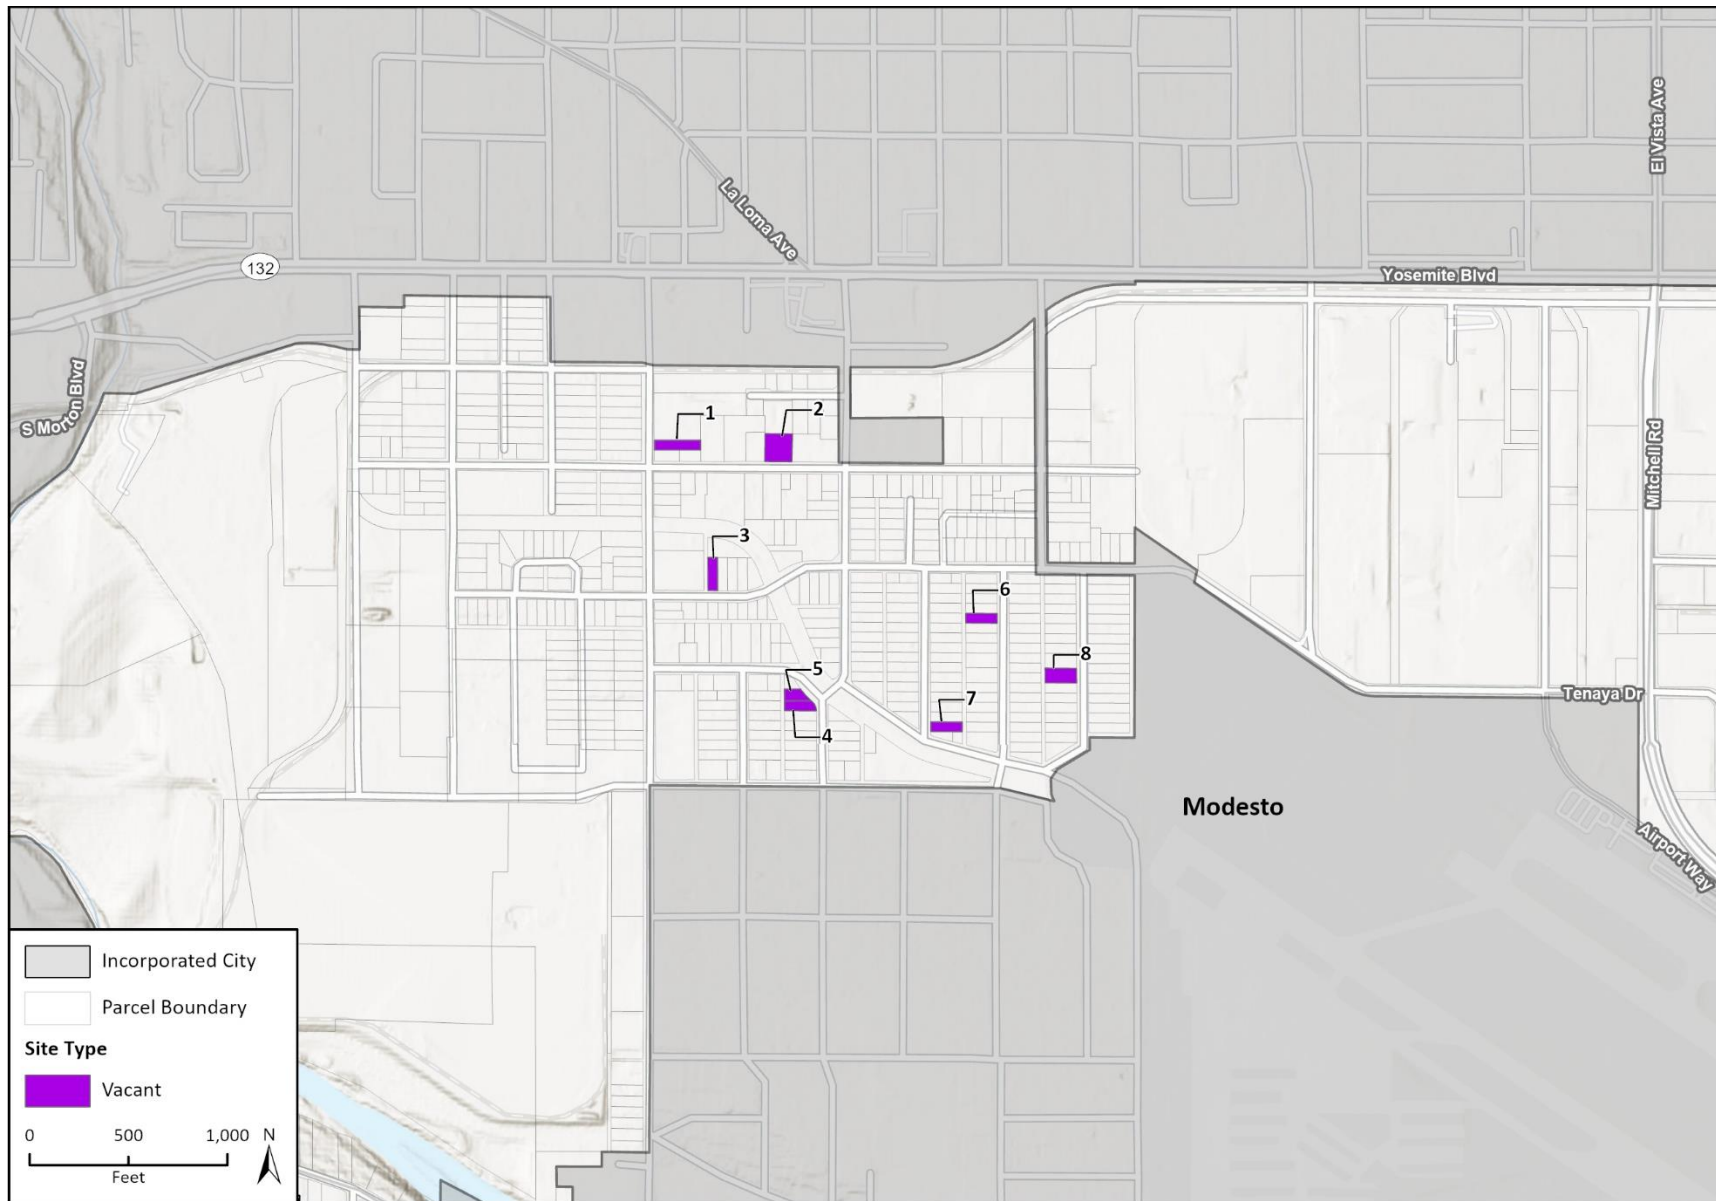 El Vista Ave
La Loma Ave
132
Yosemite Blvd
S Morton Blvd
1
2
Mitchell Rd
3
6
5
8
Tenaya Dr
7
4
Modesto
Airport Way
Incorporated City
Parcel Boundary
Site Type
Vacant
0 500 1,000 N
Feet